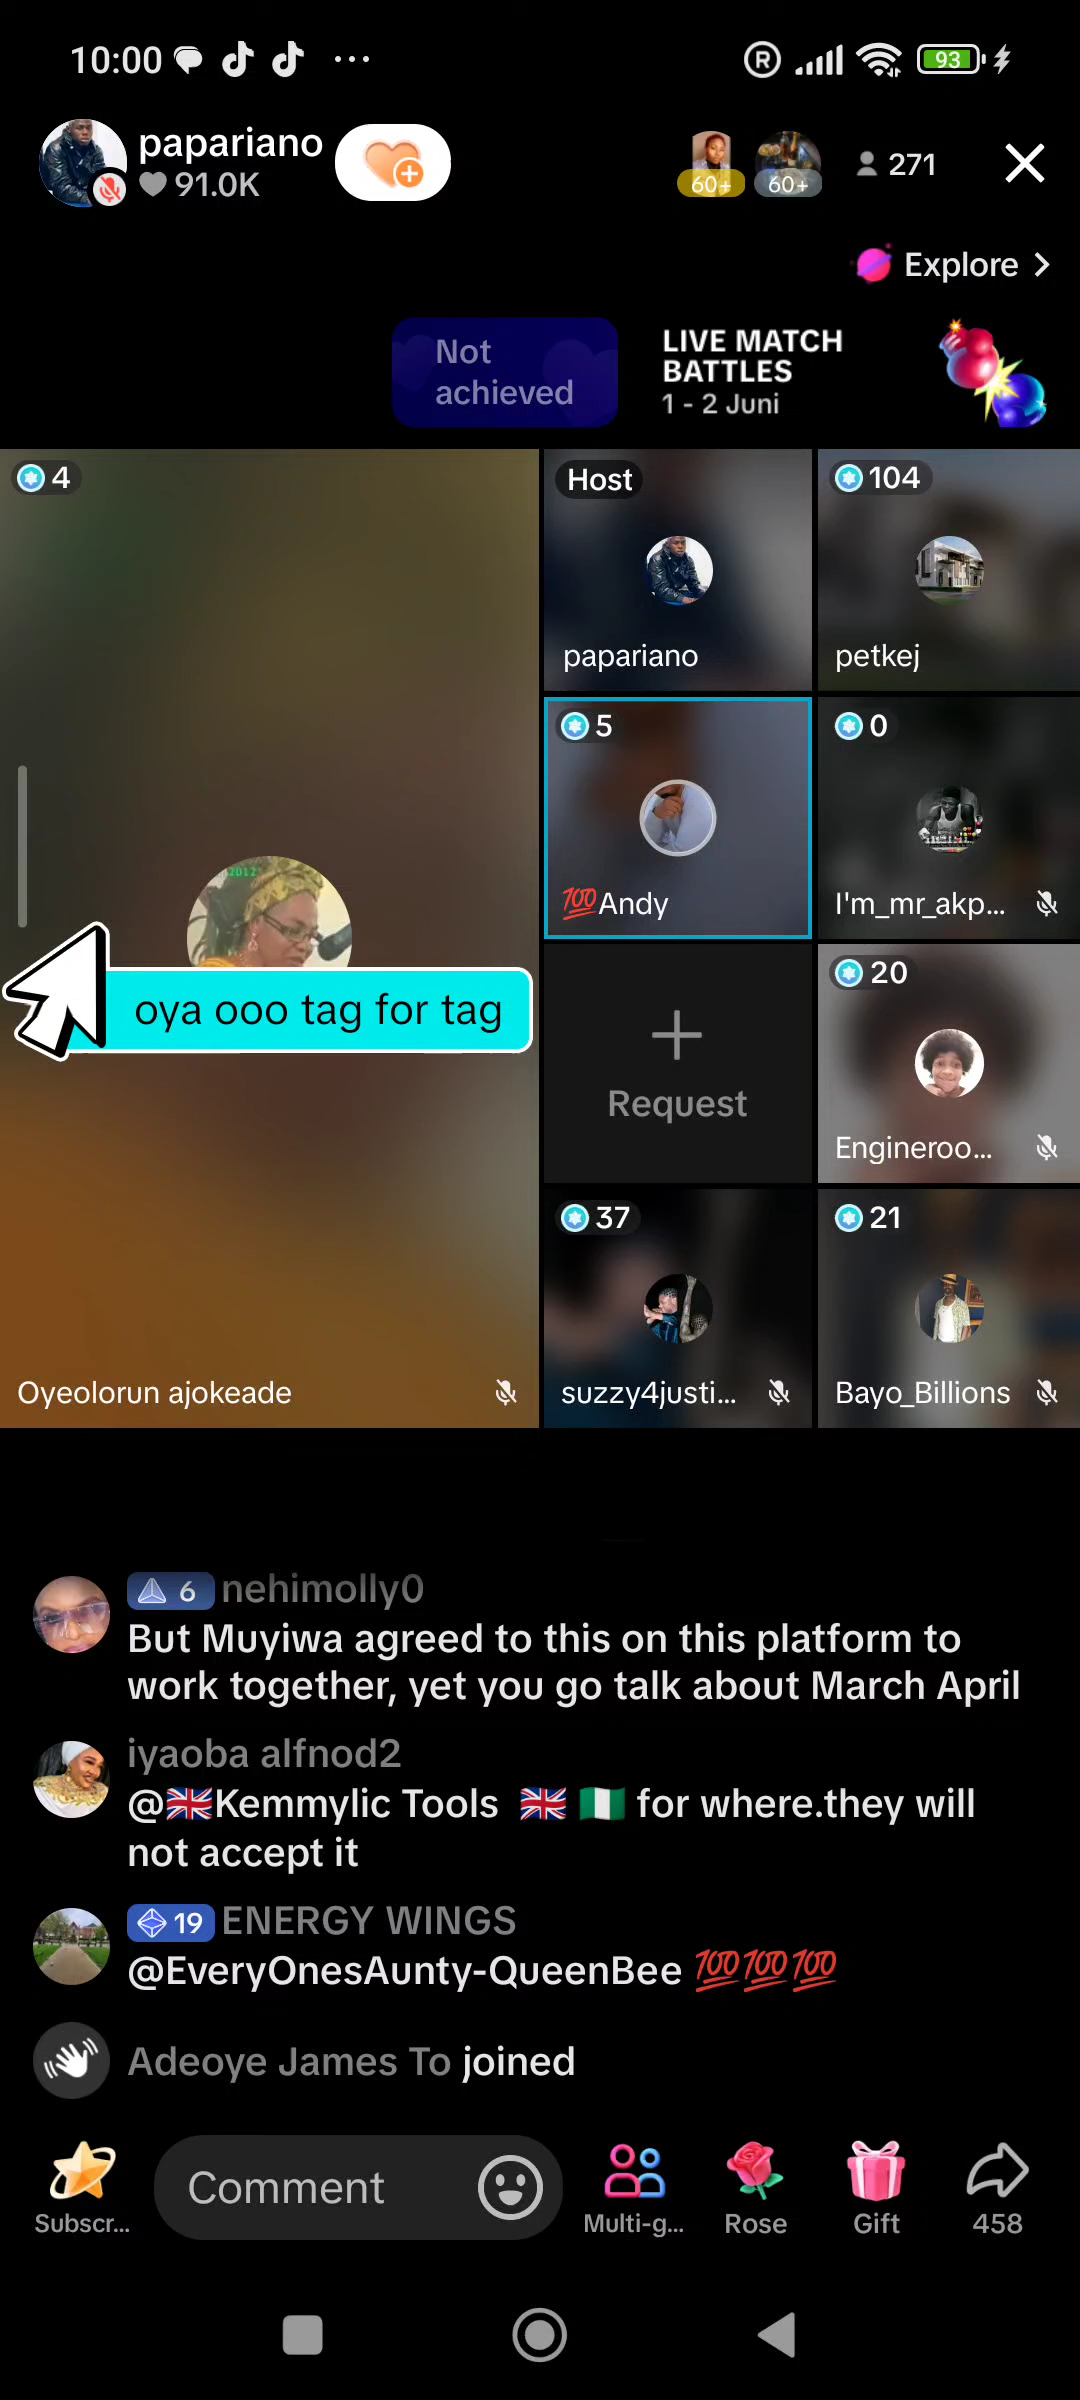 10:00
R
93
papariano
91.0K
60+
60+
271
Explore
Not
achieved
LIVE MATCH
BATTLES
1 - 2 Juni
4
Host
104
papariano
petkej
5
0
💯Andy
I'm_mr_akp...
2012
oya ooo tag for tag
Request
20
Engineroo...
37
21
Oyeolorun ajokeade
suzzy4justi...
Bayo_Billions
6 nehimolly0
But Muyiwa agreed to this on this platform to
work together, yet you go talk about March April
iyaoba alfnod2
@🇬🇧Kemmylic Tools 🇬🇧 🇳🇬 for where.they will
not accept it
19 ENERGY WINGS
@EveryOnesAunty-QueenBee 💯💯💯
Adeoye James To joined
Comment
Subscr...
Multi-g...
Rose
Gift
458